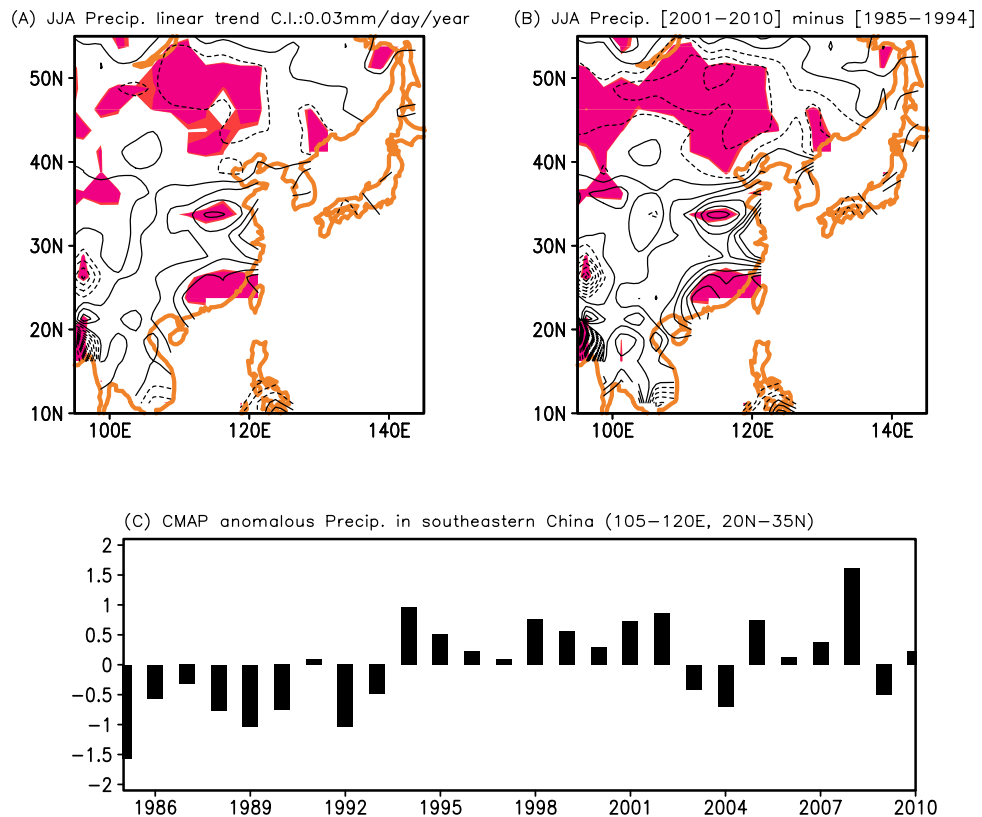 (A) JJA Precip. linear trend C.I.:0.03mm/day/year
(B) JJA Precip. [2001−2010] minus [1985−1994]
50N
40N
30N
20N
10N
100E 120E 140E
50N
40N
30N
20N
10N
100E 120E 140E
(C) CMAP anomalous Precip. in southeastern China (105−120E, 20N−35N)
2
1.5
1
0.5
0
−0.5
−1
−1.5
−2
1986 1989 1992 1995 1998 2001 2004 2007 2010